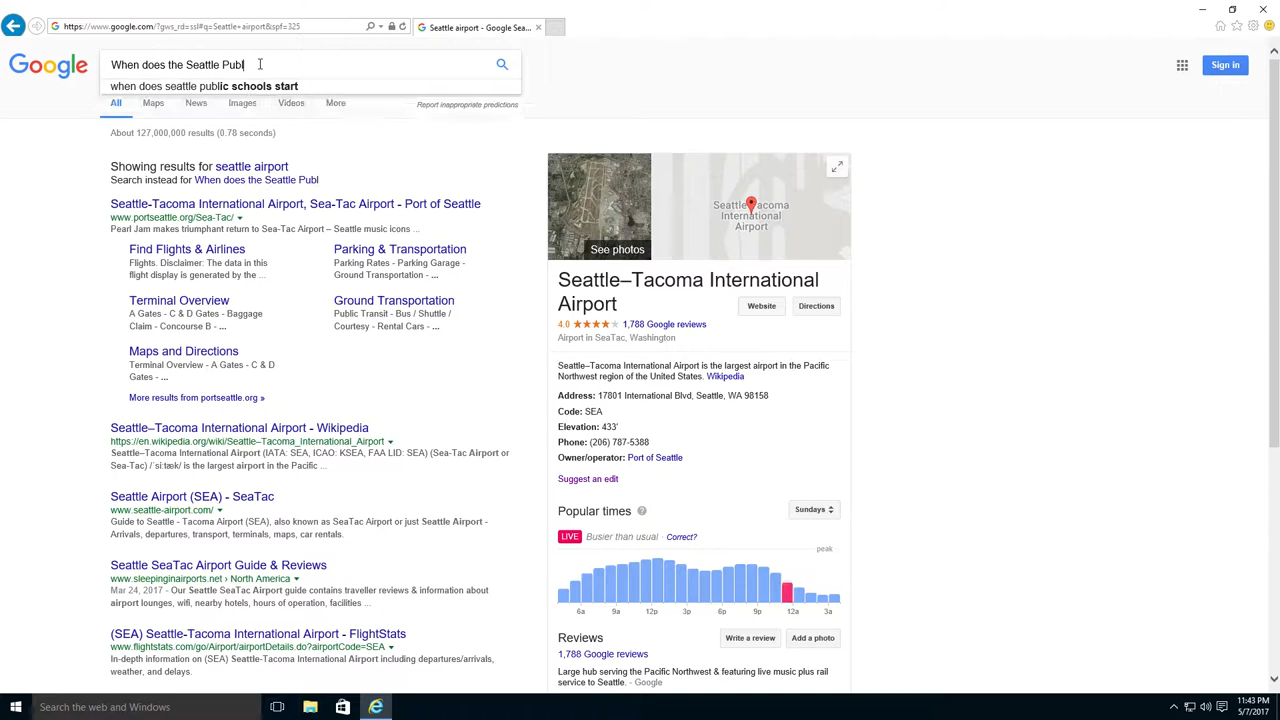 https://www.google.com/?gws_rd=ssl#q=Seattle+airport&spf=325
Seattle airport - Google Sea...
Google
When does the Seattle Publ
Sign in
when does seattle public schools start
All Maps News Images Videos More
Report inappropriate predictions
About 127,000,000 results (0.78 seconds)
Showing results for seattle airport
Search instead for When does the Seattle Publ
Seattle-Tacoma International Airport, Sea-Tac Airport - Port of Seattle
www.portseattle.org/Sea-Tac/
Pearl Jam makes triumphant return to Sea-Tac Airport – Seattle music icons ...
Find Flights & Airlines
Flights. Disclaimer: The data in this
flight display is generated by the ...
Parking & Transportation
Parking Rates - Parking Garage -
Ground Transportation - ...
Terminal Overview
A Gates - C & D Gates - Baggage
Claim - Concourse B - ...
Ground Transportation
Public Transit - Bus / Shuttle /
Courtesy - Rental Cars - ...
Maps and Directions
Terminal Overview - A Gates - C & D
Gates - ...
More results from portseattle.org »
Seattle–Tacoma International Airport - Wikipedia
https://en.wikipedia.org/wiki/Seattle–Tacoma_International_Airport
Seattle–Tacoma International Airport (IATA: SEA, ICAO: KSEA, FAA LID: SEA) (Sea-Tac Airport or
Sea-Tac) /ˈsiːtæk/ is the largest airport in the Pacific ...
Seattle Airport (SEA) - SeaTac
www.seattle-airport.com/
Guide to Seattle - Tacoma Airport (SEA), also known as SeaTac Airport or just Seattle Airport -
Arrivals, departures, transport, terminals, maps, car rentals.
Seattle SeaTac Airport Guide & Reviews
www.sleepinginairports.net › North America
Mar 24, 2017 - Our Seattle SeaTac Airport guide contains traveller reviews & information about
airport lounges, wifi, nearby hotels, hours of operation, facilities ...
(SEA) Seattle-Tacoma International Airport - FlightStats
www.flightstats.com/go/Airport/airportDetails.do?airportCode=SEA
In-depth information on (SEA) Seattle-Tacoma International Airport including departures/arrivals,
weather, and delays.
Seattle Tacoma
International
Airport
See photos
Seattle–Tacoma International
Airport
Website
Directions
4.0 1,788 Google reviews
Airport in SeaTac, Washington
Seattle–Tacoma International Airport is the largest airport in the Pacific
Northwest region of the United States. Wikipedia
Address: 17801 International Blvd, Seattle, WA 98158
Code: SEA
Elevation: 433'
Phone: (206) 787-5388
Owner/operator: Port of Seattle
Suggest an edit
Popular times ? Sundays
LIVE Busier than usual · Correct?
peak
6a 9a 12p 3p 6p 9p 12a 3a
Reviews
Write a review
Add a photo
1,788 Google reviews
Large hub serving the Pacific Northwest & featuring live music plus rail
service to Seattle. - Google
Search the web and Windows
11:43 PM
5/7/2017